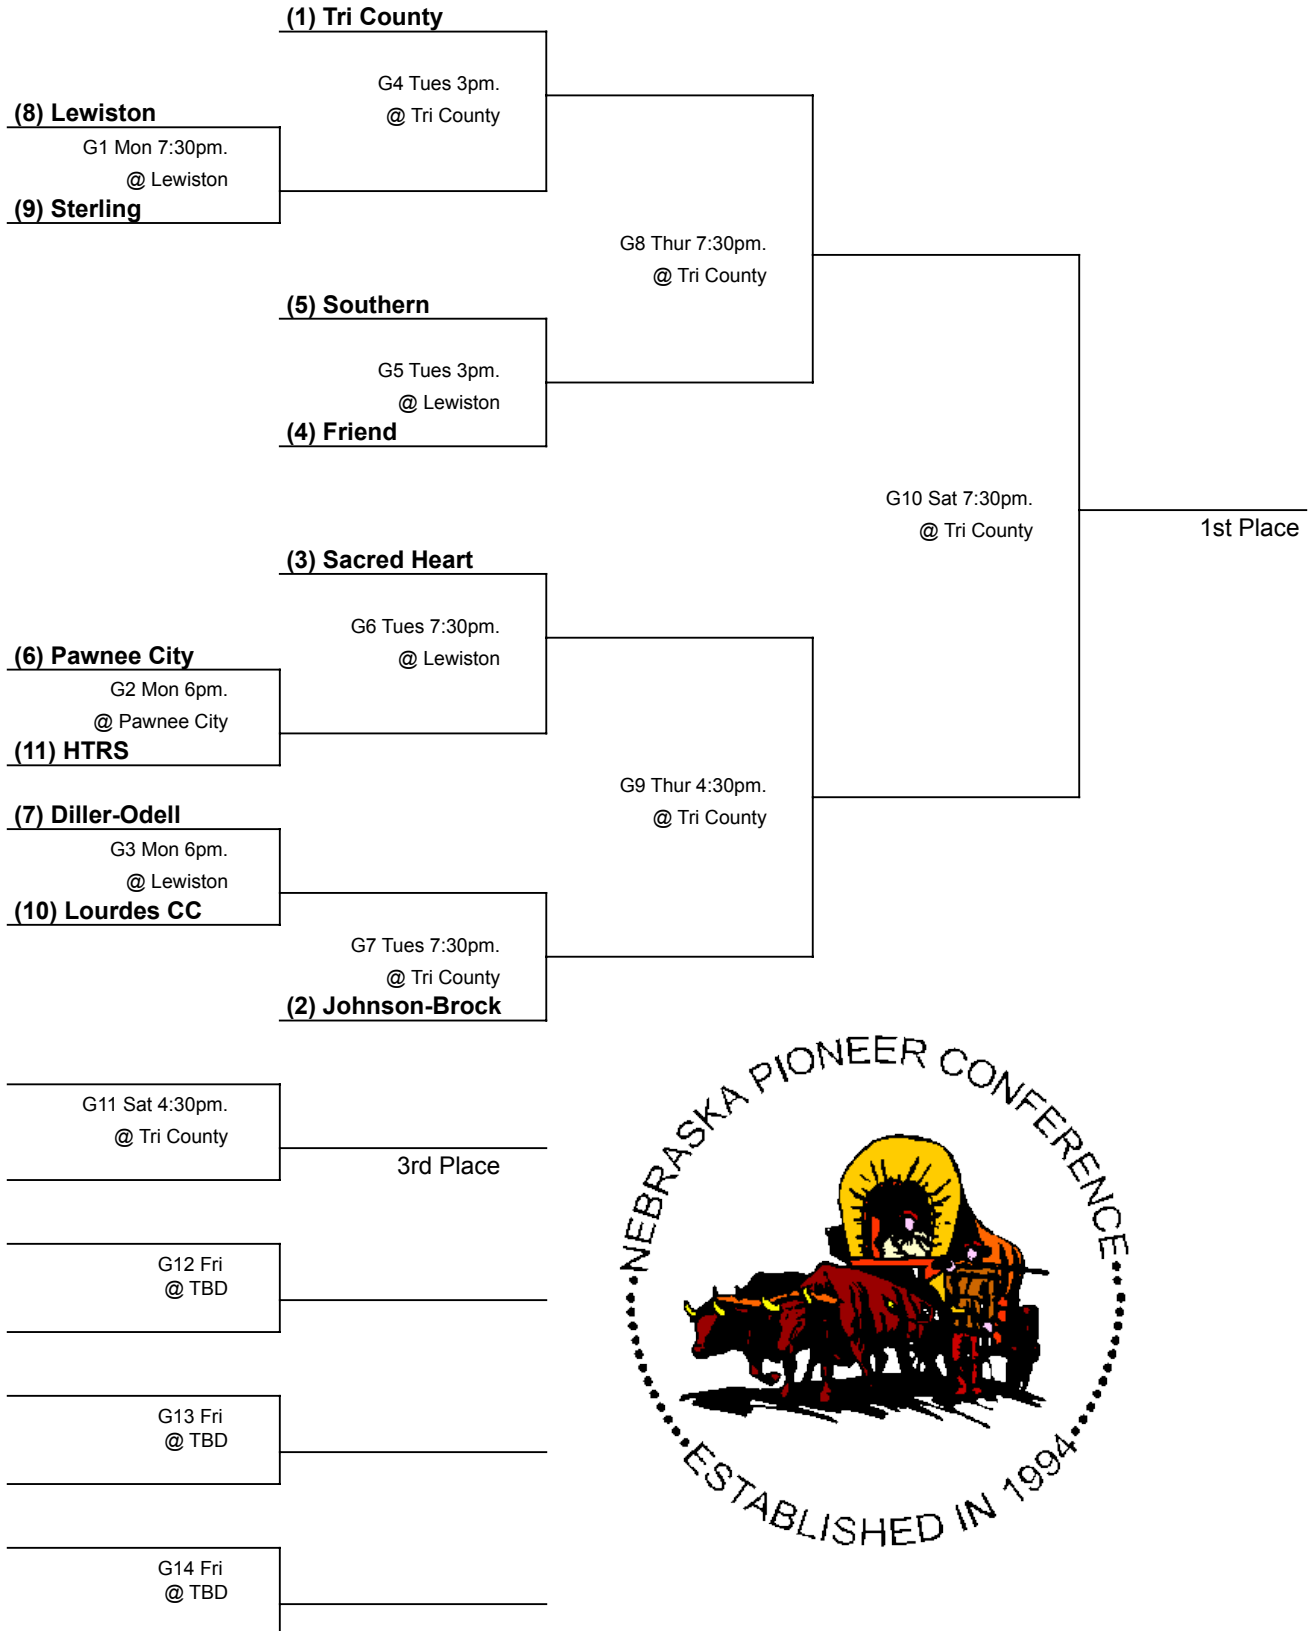 (1) Tri County
G4 Tues 3pm.
@ Tri County
(8) Lewiston
G1 Mon 7:30pm.
@ Lewiston
(9) Sterling
G8 Thur 7:30pm.
@ Tri County
(5) Southern
G5 Tues 3pm.
@ Lewiston
(4) Friend
G10 Sat 7:30pm.
@ Tri County
1st Place
(3) Sacred Heart
G6 Tues 7:30pm.
@ Lewiston
(6) Pawnee City
G2 Mon 6pm.
@ Pawnee City
(11) HTRS
G9 Thur 4:30pm.
@ Tri County
(7) Diller-Odell
G3 Mon 6pm.
@ Lewiston
(10) Lourdes CC
G7 Tues 7:30pm.
@ Tri County
(2) Johnson-Brock
G11 Sat 4:30pm.
@ Tri County
3rd Place
G12 Fri
@ TBD
G13 Fri
@ TBD
G14 Fri
@ TBD
NEBRASKA PIONEER CONFERENCE
ESTABLISHED IN 1994